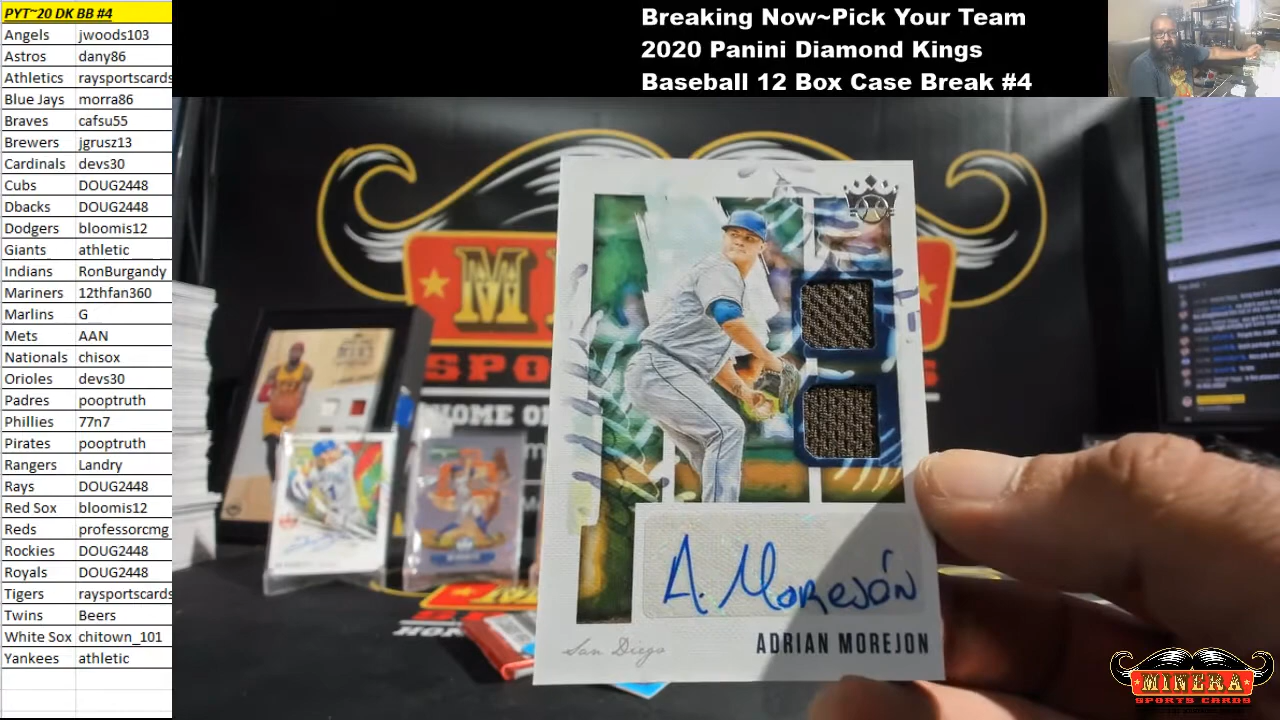 PYT~20 DK BB #4
Angels jwoods103
Astros dany86
Athletics raysportscards
Blue Jays morra86
Braves cafsu55
Brewers jgrusz13
Cardinals devs30
Cubs DOUG2448
Dbacks DOUG2448
Dodgers bloomis12
Giants athletic
Indians RonBurgandy
Mariners 12thfan360
Marlins G
Mets AAN
Nationals chisox
Orioles devs30
Padres pooptruth
Phillies 77n7
Pirates pooptruth
Rangers Landry
Rays DOUG2448
Red Sox bloomis12
Reds professorcmg
Rockies DOUG2448
Royals DOUG2448
Tigers raysportscards
Twins Beers
White Sox chitown_101
Yankees athletic
Breaking Now~Pick Your Team
2020 Panini Diamond Kings
Baseball 12 Box Case Break #4
M
SPO
HOME OF
A. Morejón
San Diego
ADRIAN MOREJON
MINERA
SPORTS CARDS